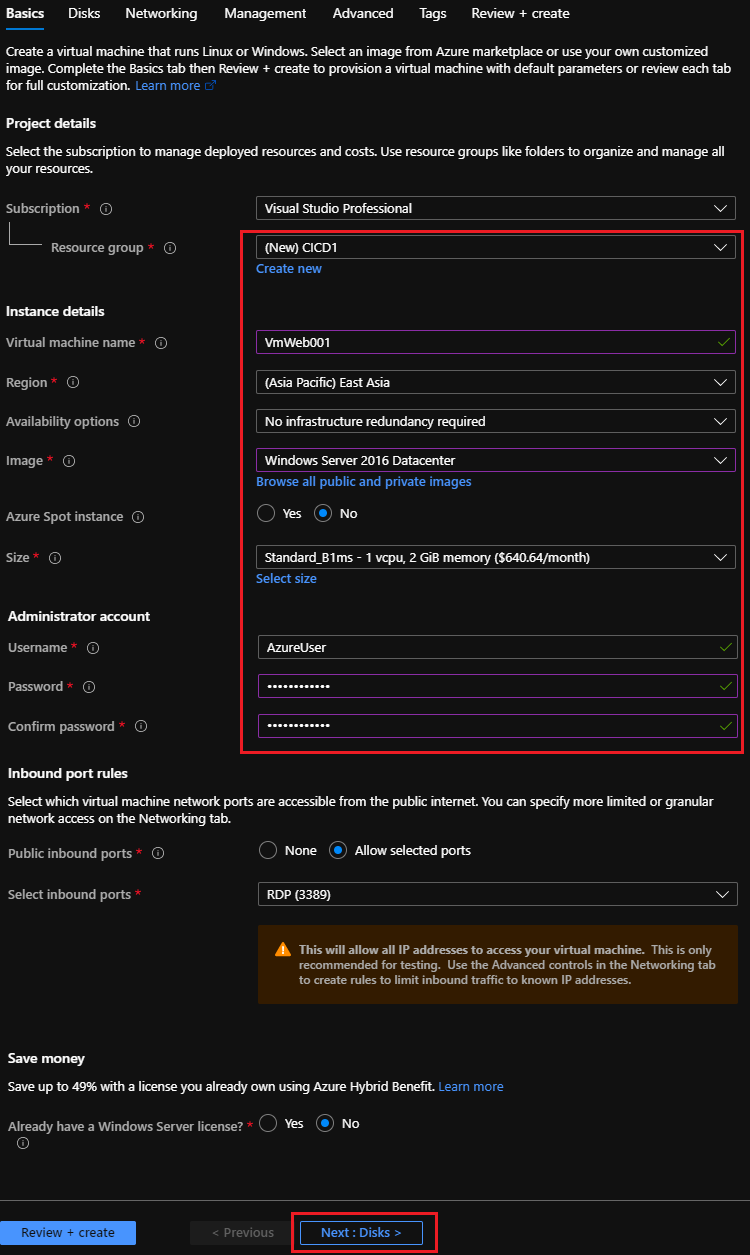 Basics Disks Networking Management Advanced Tags Review + create
Create a virtual machine that runs Linux or Windows. Select an image from Azure marketplace or use your own customized
image. Complete the Basics tab then Review + create to provision a virtual machine with default parameters or review each tab
for full customization. Learn more
Project details
Select the subscription to manage deployed resources and costs. Use resource groups like folders to organize and manage all
your resources.
Subscription * Visual Studio Professional
Resource group * (New) CICD1
Create new
Instance details
Virtual machine name * VmWeb001
Region * (Asia Pacific) East Asia
Availability options No infrastructure redundancy required
Image * Windows Server 2016 Datacenter
Browse all public and private images
Azure Spot instance Yes No
Size * Standard_B1ms - 1 vcpu, 2 GiB memory ($640.64/month)
Select size
Administrator account
Username * AzureUser
Password * ••••••••••••
Confirm password * ••••••••••••
Inbound port rules
Select which virtual machine network ports are accessible from the public internet. You can specify more limited or granular
network access on the Networking tab.
Public inbound ports * None Allow selected ports
Select inbound ports * RDP (3389)
This will allow all IP addresses to access your virtual machine. This is only
recommended for testing. Use the Advanced controls in the Networking tab
to create rules to limit inbound traffic to known IP addresses.
Save money
Save up to 49% with a license you already own using Azure Hybrid Benefit. Learn more
Already have a Windows Server license? * Yes No
Review + create < Previous Next : Disks >